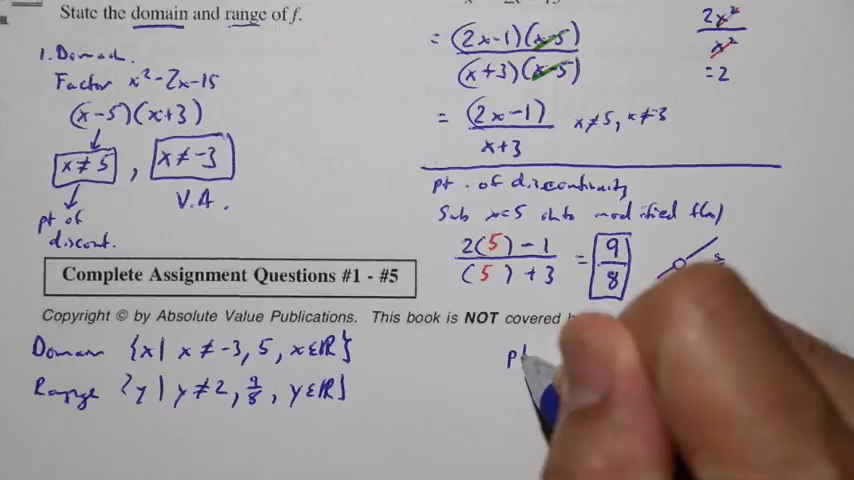 State the domain and range of f.
1. Domain.
Factor x² - 2x - 15
(x-5)(x+3)
x≠5, x≠-3
V.A.
pt of
discont.
Complete Assignment Questions #1 - #5
Copyright © by Absolute Value Publications. This book is NOT covered
Domain {x| x≠-3, 5, x∈ℝ}
Range {y| y≠2, 9/8, y∈ℝ}
= (2x-1)(x-5)
(x+3)(x-5)
= (2x-1) x≠5, x≠-3
x+3
2x²
x²
= 2
pt. of discontinuity
Sub x=5 into modified f(x)
2(5) - 1 = 9
(5) + 3 8
pt